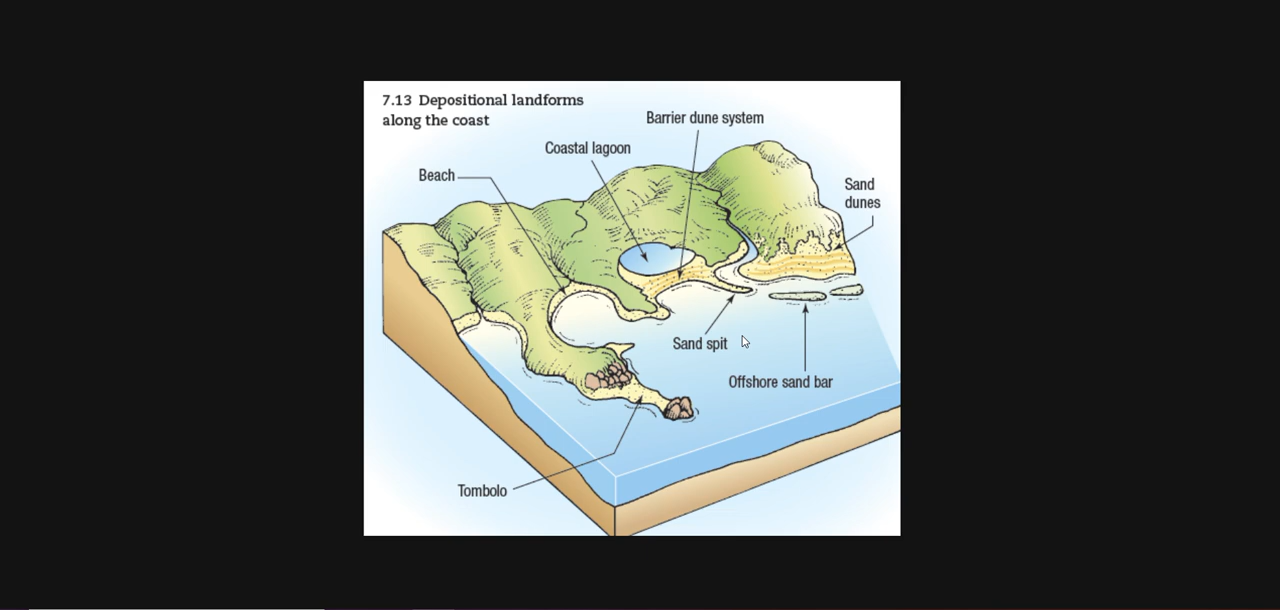 7.13 Depositional landforms
along the coast
Barrier dune system
Coastal lagoon
Beach
Sand
dunes
Sand spit
Offshore sand bar
Tombolo